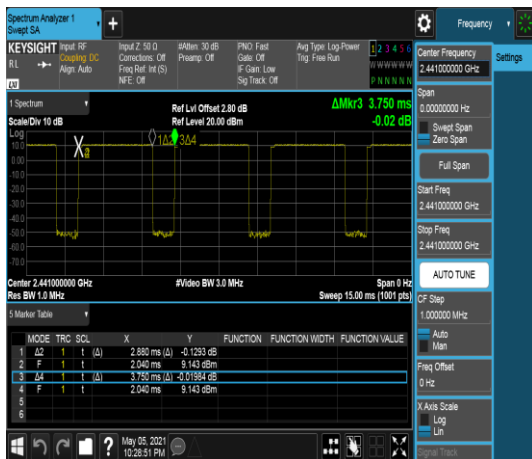 Spectrum Analyzer 1
Swept SA
Frequency
KEYSIGHT
RL
Input: RF
Coupling: DC
Align: Auto
Input Z: 50 Ω
Corrections: Off
Freq Ref: Int (S)
NFE: Off
#Atten: 30 dB
Preamp: Off
PNO: Fast
Gate: Off
IF Gain: Low
Sig Track: Off
Avg Type: Log-Power
Trig: Free Run
1 2 3 4 5 6
W W W W W W
P N N N N N
LXI
1 Spectrum
Scale/Div 10 dB
Ref Lvl Offset 2.80 dB
Ref Level 20.00 dBm
ΔMkr3 3.750 ms
-0.02 dB
Log
10.0
0.00
-10.0
-20.0
-30.0
-40.0
-50.0
-60.0
-70.0
1Δ2
3Δ4
Center 2.441000000 GHz
Res BW 1.0 MHz
#Video BW 3.0 MHz
Span 0 Hz
Sweep 15.00 ms (1001 pts)
5 Marker Table
MODE TRC SCL X Y FUNCTION FUNCTION WIDTH FUNCTION VALUE
1 Δ2 1 t (Δ) 2.880 ms (Δ) -0.1293 dB
2 F 1 t 2.040 ms 9.143 dBm
3 Δ4 1 t (Δ) 3.750 ms (Δ) -0.01984 dB
4 F 1 t 2.040 ms 9.143 dBm
5
6
May 05, 2021
10:28:51 PM
Center Frequency
2.441000000 GHz
Settings
Span
0.00000000 Hz
Swept Span
Zero Span
Full Span
Start Freq
2.441000000 GHz
Stop Freq
2.441000000 GHz
AUTO TUNE
CF Step
1.000000 MHz
Auto
Man
Freq Offset
0 Hz
X Axis Scale
Log
Lin
Signal Track